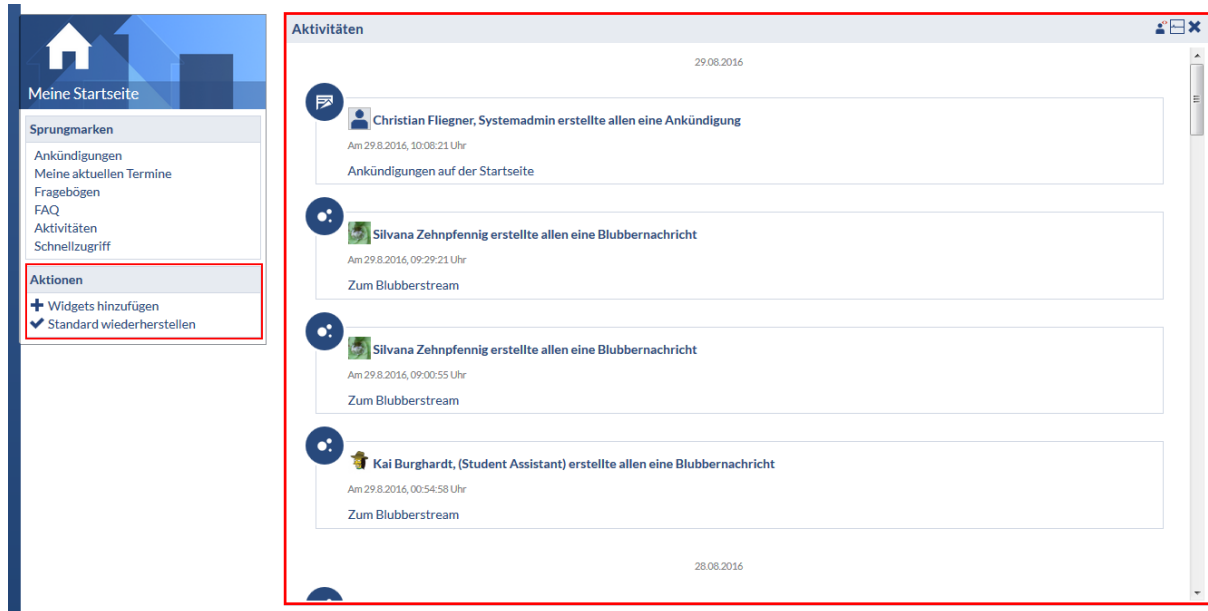 Meine Startseite
Sprungmarken
Ankündigungen
Meine aktuellen Termine
Fragebögen
FAQ
Aktivitäten
Schnellzugriff
Aktionen
Widgets hinzufügen
Standard wiederherstellen
Aktivitäten
29.08.2016
Christian Fliegner, Systemadmin erstellte allen eine Ankündigung
Am 29.8.2016, 10:08:21 Uhr
Ankündigungen auf der Startseite
Silvana Zehnpfennig erstellte allen eine Blubbernachricht
Am 29.8.2016, 09:29:21 Uhr
Zum Blubberstream
Silvana Zehnpfennig erstellte allen eine Blubbernachricht
Am 29.8.2016, 09:00:55 Uhr
Zum Blubberstream
Kai Burghardt, (Student Assistant) erstellte allen eine Blubbernachricht
Am 29.8.2016, 00:54:58 Uhr
Zum Blubberstream
28.08.2016